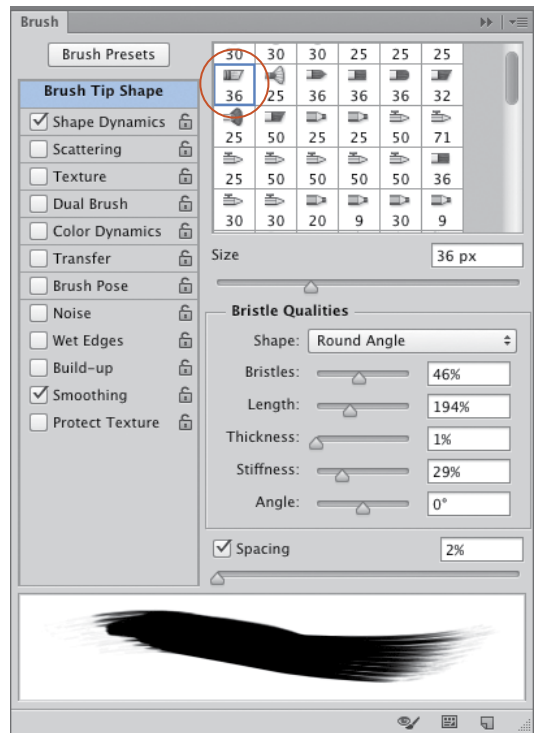 Brush
Brush Presets
Brush Tip Shape
Shape Dynamics
Scattering
Texture
Dual Brush
Color Dynamics
Transfer
Brush Pose
Noise
Wet Edges
Build-up
Smoothing
Protect Texture
30 30 30 25 25 25
36 25 36 36 36 32
25 50 25 25 50 71
25 50 50 50 50 36
30 30 20 9 30 9
Size 36 px
Bristle Qualities
Shape: Round Angle
Bristles: 46%
Length: 194%
Thickness: 1%
Stiffness: 29%
Angle: 0°
Spacing 2%